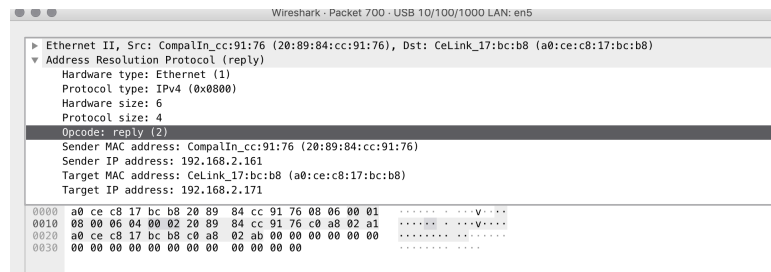 Wireshark · Packet 700 · USB 10/100/1000 LAN: en5
▶ Ethernet II, Src: CompalIn_cc:91:76 (20:89:84:cc:91:76), Dst: CeLink_17:bc:b8 (a0:ce:c8:17:bc:b8)
▼ Address Resolution Protocol (reply)
Hardware type: Ethernet (1)
Protocol type: IPv4 (0x0800)
Hardware size: 6
Protocol size: 4
Opcode: reply (2)
Sender MAC address: CompalIn_cc:91:76 (20:89:84:cc:91:76)
Sender IP address: 192.168.2.161
Target MAC address: CeLink_17:bc:b8 (a0:ce:c8:17:bc:b8)
Target IP address: 192.168.2.171
0000 a0 ce c8 17 bc b8 20 89 84 cc 91 76 08 06 00 01 ······ · ···v····
0010 08 00 06 04 00 02 20 89 84 cc 91 76 c0 a8 02 a1 ······ · ···v····
0020 a0 ce c8 17 bc b8 c0 a8 02 ab 00 00 00 00 00 00 ········ ········
0030 00 00 00 00 00 00 00 00 00 00 00 00 ········ ····